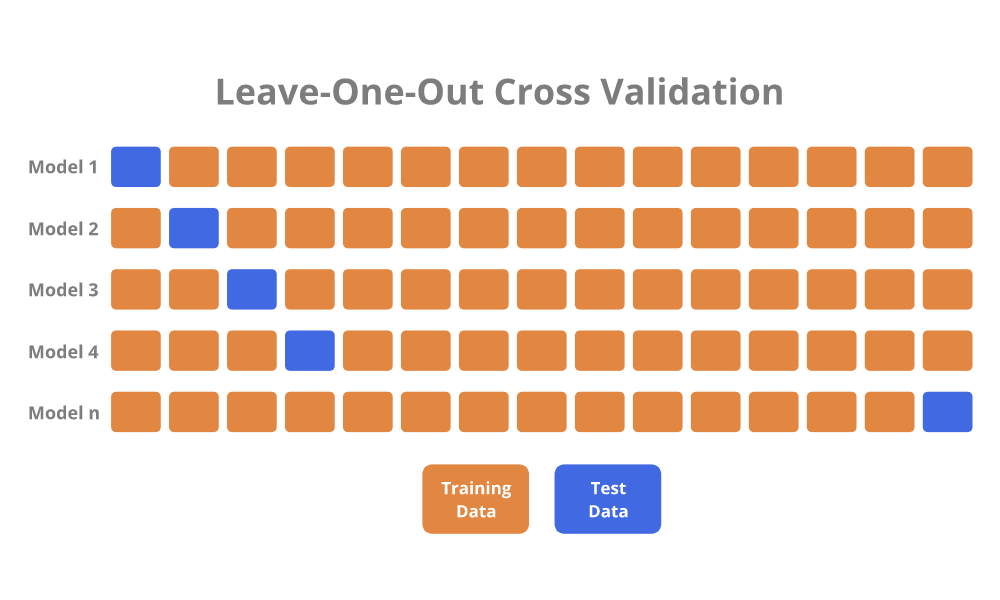 Leave-One-Out Cross Validation
Model 1
Model 2
Model 3
Model 4
Model n
Training
Data
Test
Data